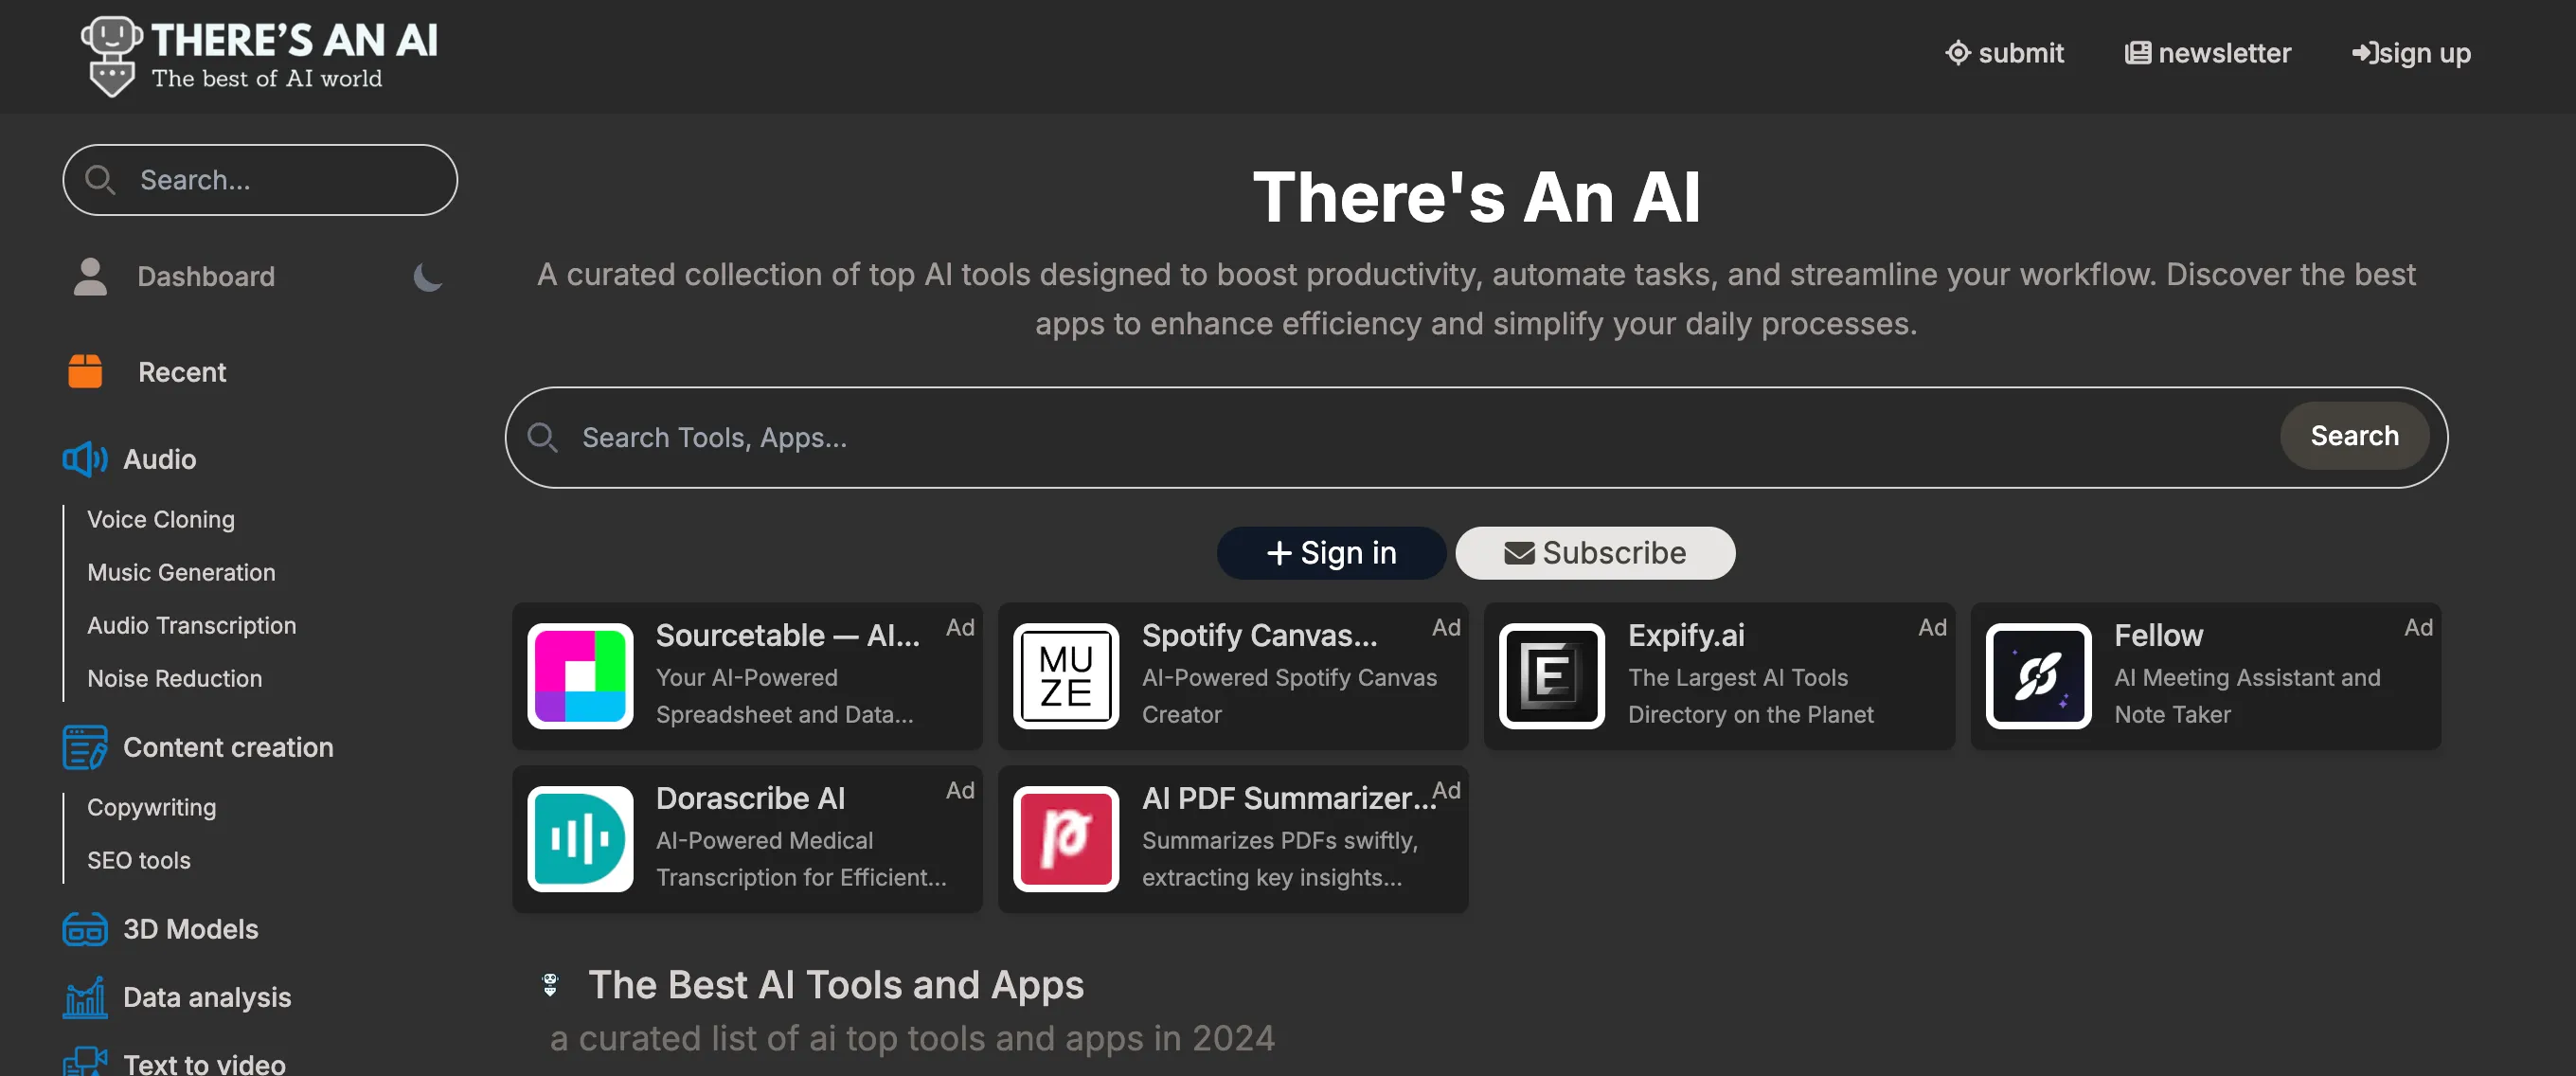 THERE'S AN AI
The best of AI world
submit
newsletter
sign up
Search...
Dashboard
Recent
Audio
Voice Cloning
Music Generation
Audio Transcription
Noise Reduction
Content creation
Copywriting
SEO tools
3D Models
Data analysis
Text to video
There's An AI
A curated collection of top AI tools designed to boost productivity, automate tasks, and streamline your workflow. Discover the best
apps to enhance efficiency and simplify your daily processes.
Search Tools, Apps...
Search
Sign in
Subscribe
Sourcetable — AI...
Ad
Your AI-Powered
Spreadsheet and Data...
MU
ZE
Spotify Canvas...
Ad
AI-Powered Spotify Canvas
Creator
E
Expify.ai
Ad
The Largest AI Tools
Directory on the Planet
Fellow
Ad
AI Meeting Assistant and
Note Taker
Dorascribe AI
Ad
AI-Powered Medical
Transcription for Efficient...
p
AI PDF Summarizer...
Ad
Summarizes PDFs swiftly,
extracting key insights...
The Best AI Tools and Apps
a curated list of ai top tools and apps in 2024